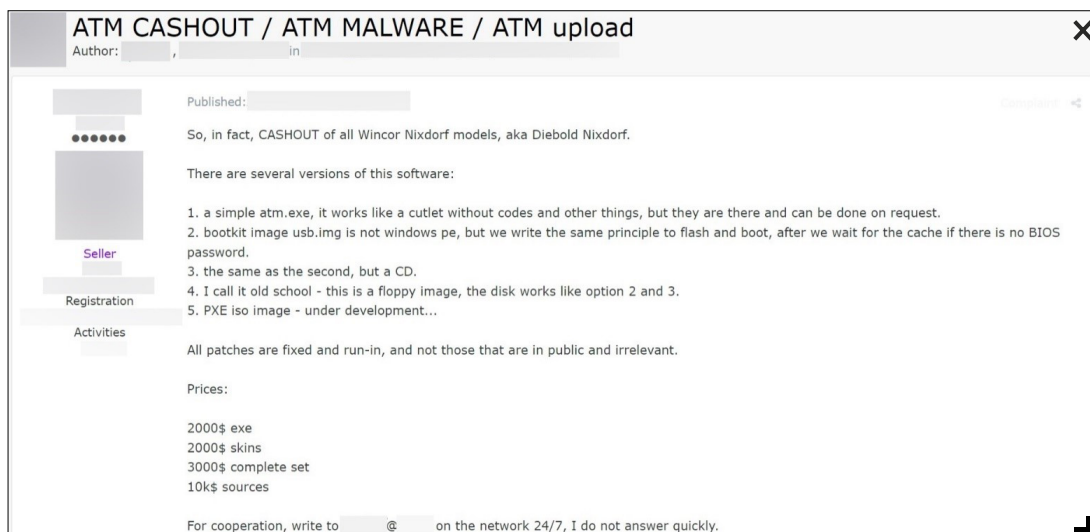 ATM CASHOUT / ATM MALWARE / ATM upload
Author: , in
Published:
So, in fact, CASHOUT of all Wincor Nixdorf models, aka Diebold Nixdorf.
There are several versions of this software:
1. a simple atm.exe, it works like a cutlet without codes and other things, but they are there and can be done on request.
2. bootkit image usb.img is not windows pe, but we write the same principle to flash and boot, after we wait for the cache if there is no BIOS
password.
3. the same as the second, but a CD.
4. I call it old school - this is a floppy image, the disk works like option 2 and 3.
5. PXE iso image - under development...
All patches are fixed and run-in, and not those that are in public and irrelevant.
Prices:
2000$ exe
2000$ skins
3000$ complete set
10k$ sources
For cooperation, write to @ on the network 24/7, I do not answer quickly.
Seller
Registration
Activities